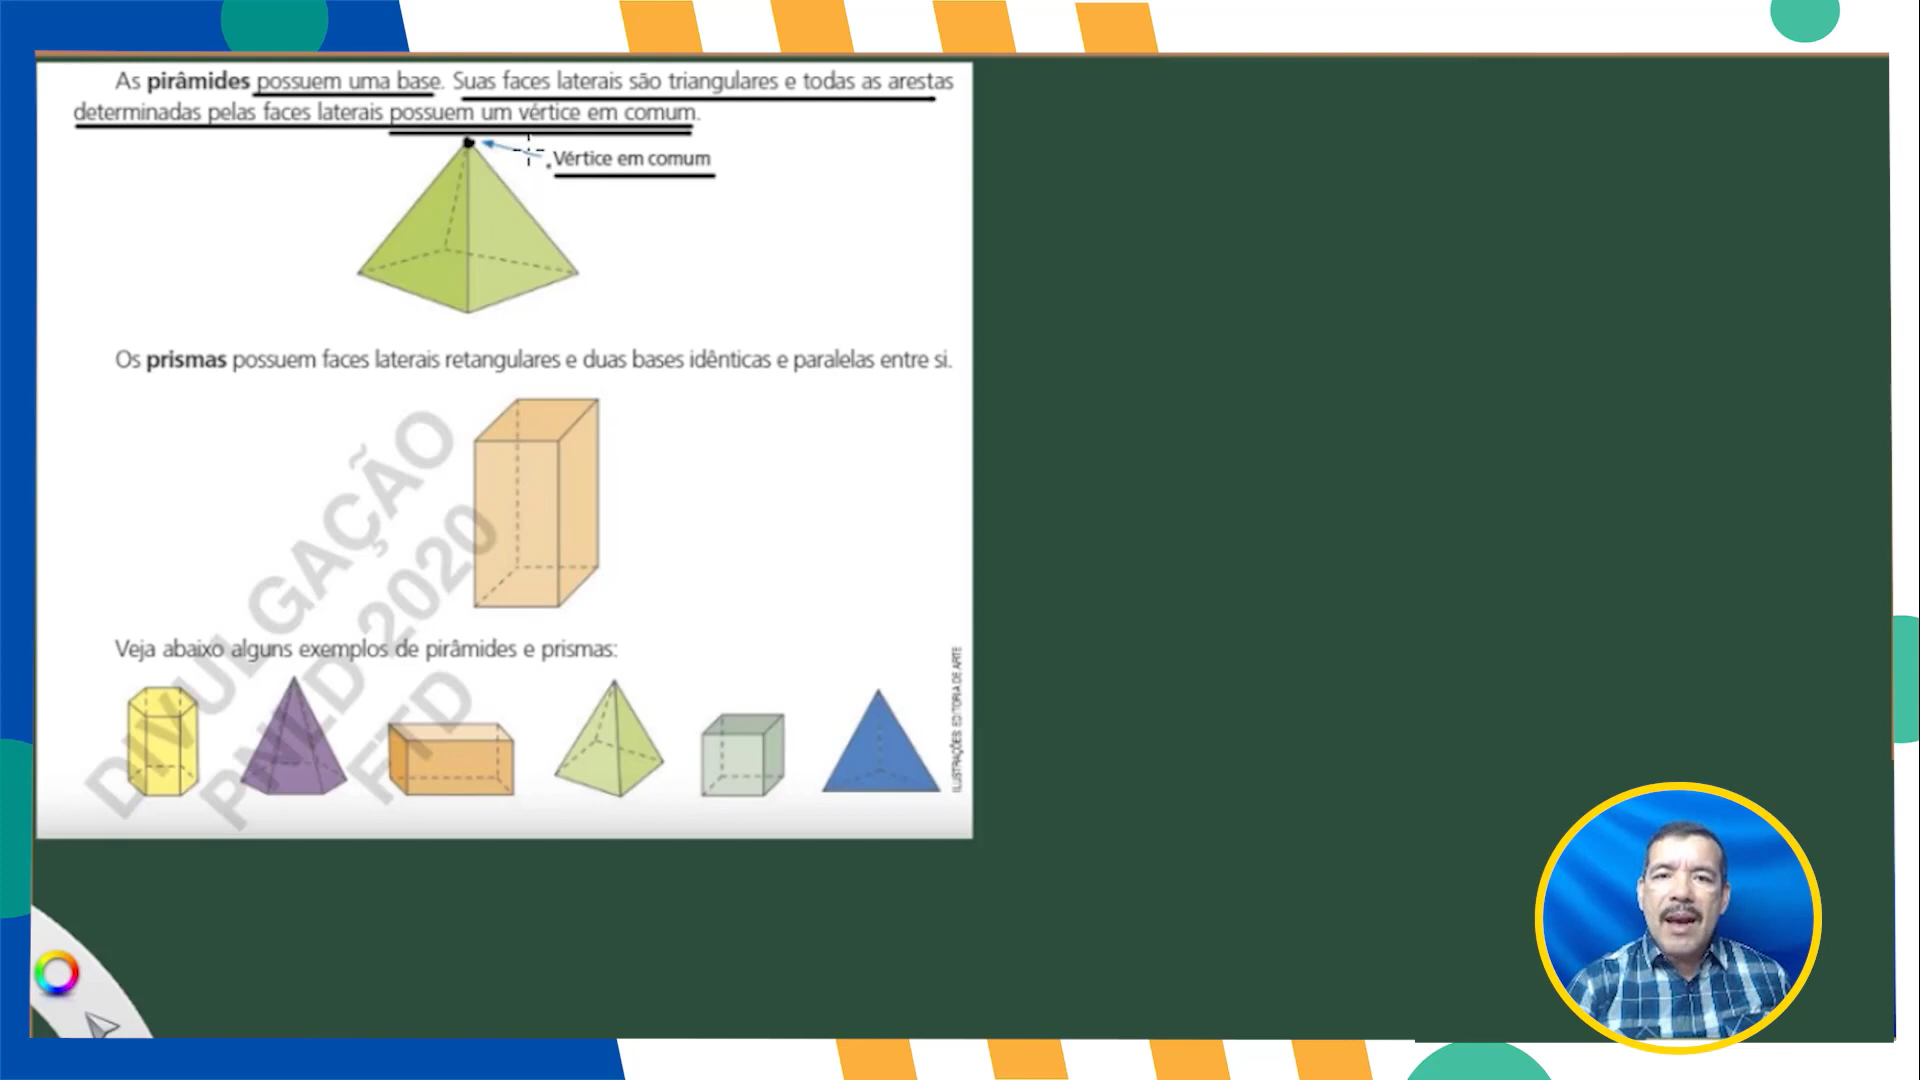 As pirâmides possuem uma base. Suas faces laterais são triangulares e todas as arestas
determinadas pelas faces laterais possuem um vértice em comum.
Vértice em comum
Os prismas possuem faces laterais retangulares e duas bases idênticas e paralelas entre si.
DIVULGAÇÃO
PNLD 2020
FTD
Veja abaixo alguns exemplos de pirâmides e prismas:
ILUSTRAÇÕES: EDITORIA DE ARTE